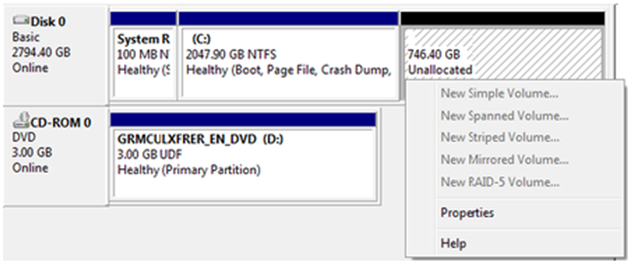 Disk 0
Basic
2794.40 GB
Online
System R
100 MB N
Healthy (S
(C:)
2047.90 GB NTFS
Healthy (Boot, Page File, Crash Dump,
746.40 GB
Unallocated
New Simple Volume...
New Spanned Volume...
New Striped Volume...
New Mirrored Volume...
New RAID-5 Volume...
Properties
Help
CD-ROM 0
DVD
3.00 GB
Online
GRMCULXFRER_EN_DVD (D:)
3.00 GB UDF
Healthy (Primary Partition)